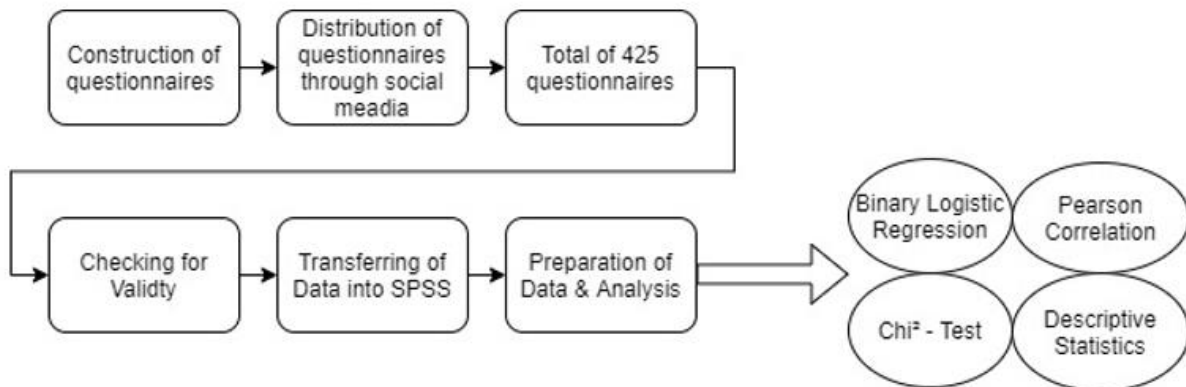 Construction of
questionnaires
Distribution of
questionnaires
through social
meadia
Total of 425
questionnaires
Checking for
Validty
Transferring of
Data into SPSS
Preparation of
Data & Analysis
Binary Logistic
Regression
Pearson
Correlation
Chi² - Test
Descriptive
Statistics